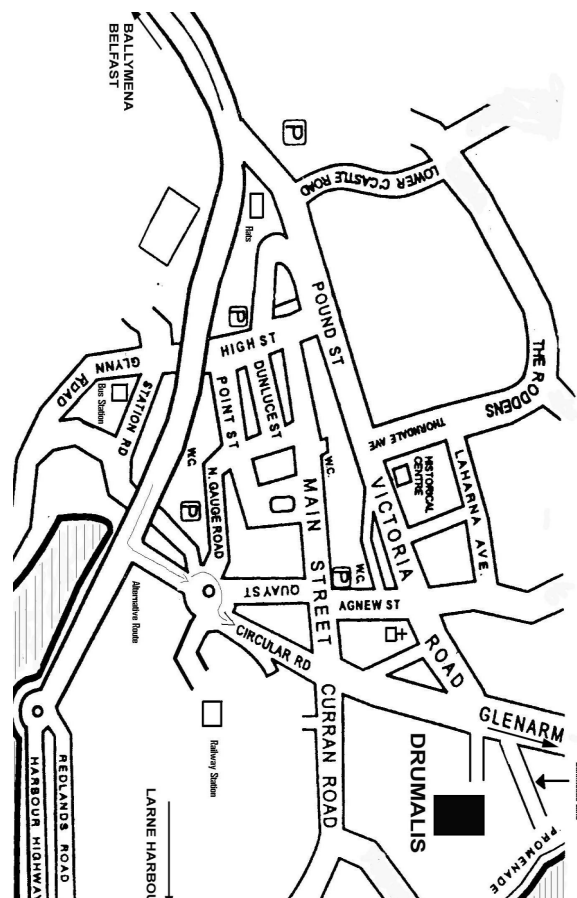 BALLYMENA
BELFAST
P
LOWER C'CASTLE ROAD
Flats
POUND ST
P
HIGH ST
THE RODDENS
GLYNN
ROAD
Bus Station
STATION RD
POINT ST
DUNLUCE ST
THORNDALE AVE
W.C.
W.C.
HISTORICAL
CENTRE
LAHARNA AVE.
N. GAUGE ROAD
P
MAIN STREET
VICTORIA ROAD
P
W.C.
Alternative Route
QUAY ST
AGNEW ST
CIRCULAR RD
Railway Station
CURRAN ROAD
GLENARM
DRUMALIS
REDLANDS ROAD
HARBOUR HIGHWAY
LARNE HARBOU
PROMENADE